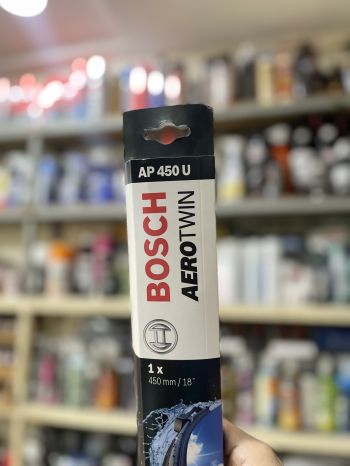 AP 450 U
BOSCH
AEROTWIN
1 x
450 mm / 18"